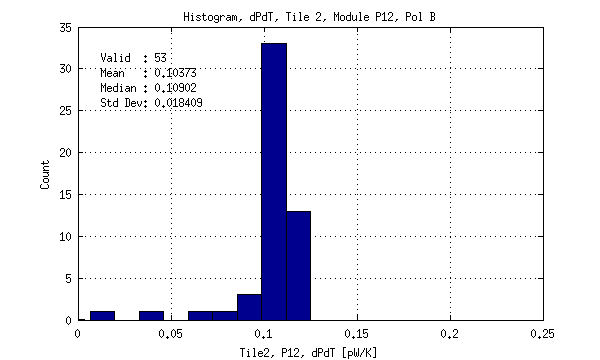 Histogram, dPdT, Tile 2, Module P12, Pol B
Valid : 53
Mean : 0.10373
Median : 0.10902
Std Dev: 0.018409
35
30
25
20
15
10
5
0
Count
0 0.05 0.1 0.15 0.2 0.25
Tile2, P12, dPdT [pW/K]